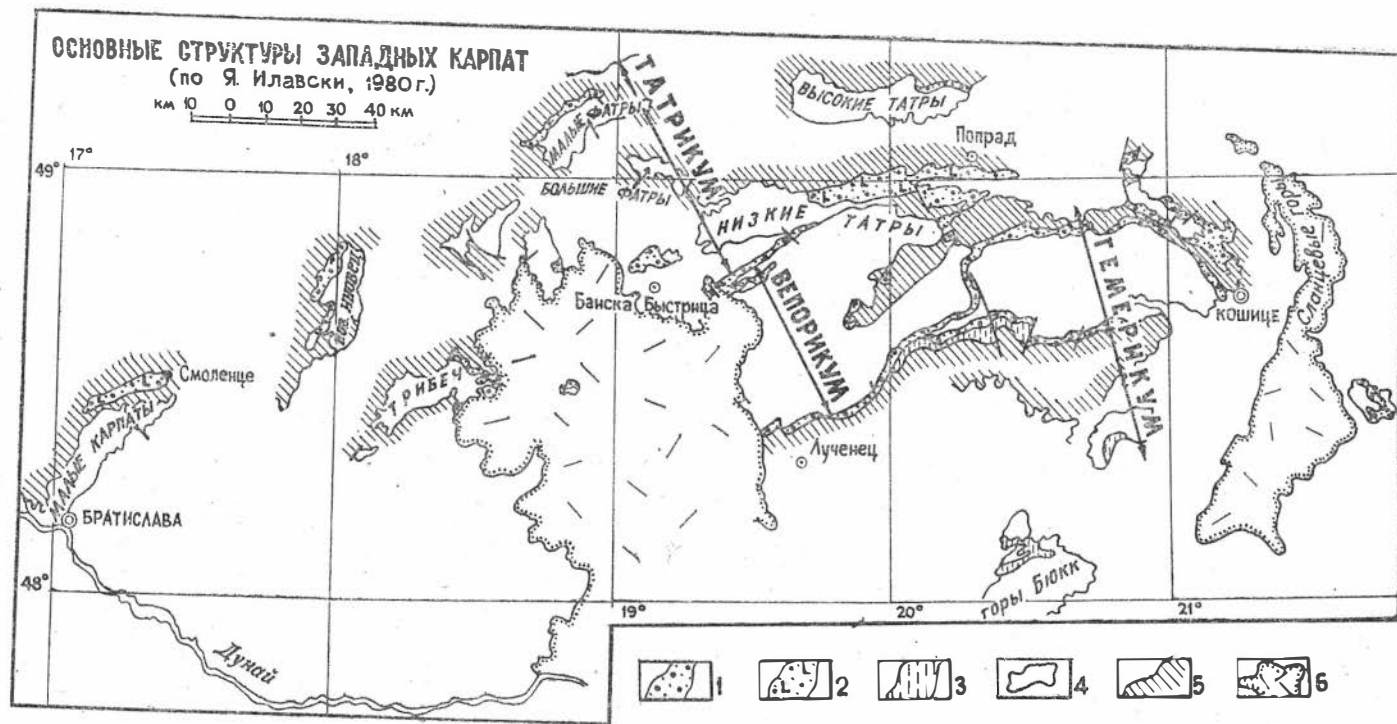 ОСНОВНЫЕ СТРУКТУРЫ ЗАПАДНЫХ КАРПАТ
(по Я. Илавски, 1980г.)
км 10 0 10 20 30 40 км
17°
18°
49°
МАЛЫЕ ФАТРЫ
ТАТРИКУМ
ВЫСОКИЕ ТАТРЫ
Попрад
БОЛЬШИЕ ФАТРЫ
НИЗКИЕ ТАТРЫ
ИНОВЕЦ
Банска Быстрица
ВЕПОРИКУМ
ГЕМЕРИКУМ
КОШИЦЕ
Сланцевые Горы
Смоленце
МАЛЫЕ КАРПАТЫ
ТРИБЕЧ
Лученец
БРАТИСЛАВА
48°
19°
20°
21°
горы Бюкк
Дунай
1
2
3
4
5
6